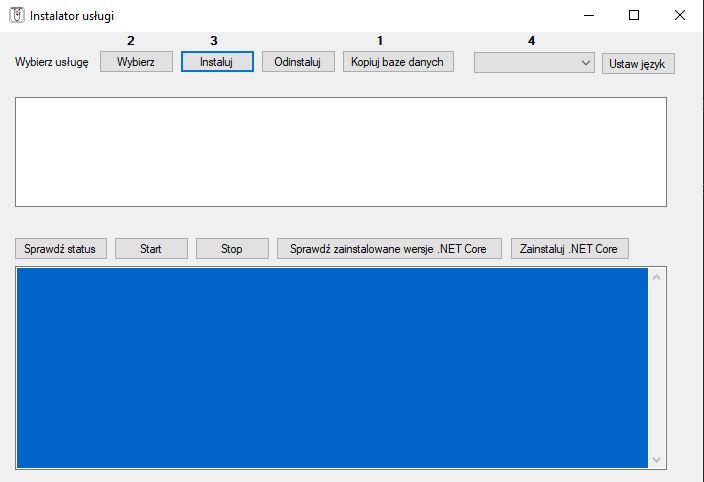 Instalator usługi
2 3 1 4
Wybierz usługę Wybierz Instaluj Odinstaluj Kopiuj baze danych Ustaw język
Sprawdź status Start Stop Sprawdź zainstalowane wersje .NET Core Zainstaluj .NET Core